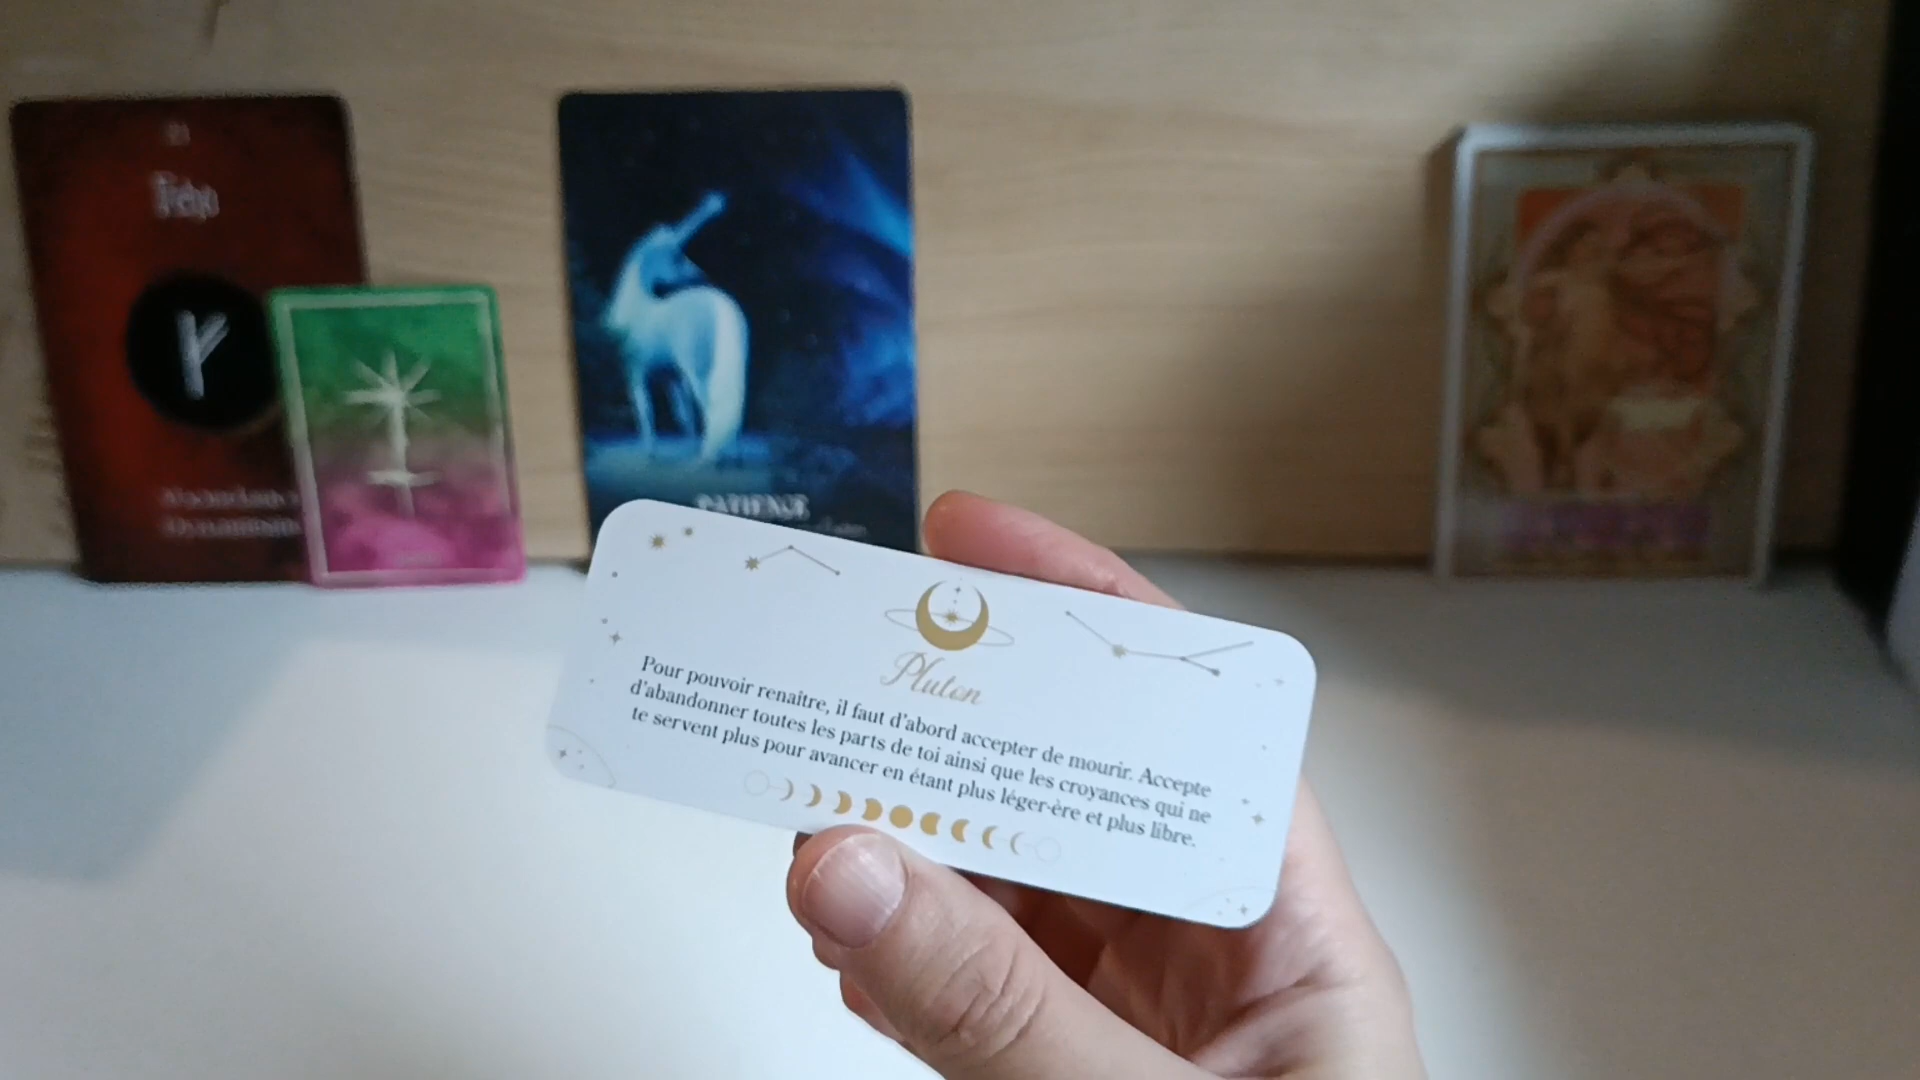 PATIENCE
Pluton
Pour pouvoir renaître, il faut d'abord accepter de mourir. Accepte
d'abandonner toutes les parts de toi ainsi que les croyances qui ne
te servent plus pour avancer en étant plus léger·ère et plus libre.